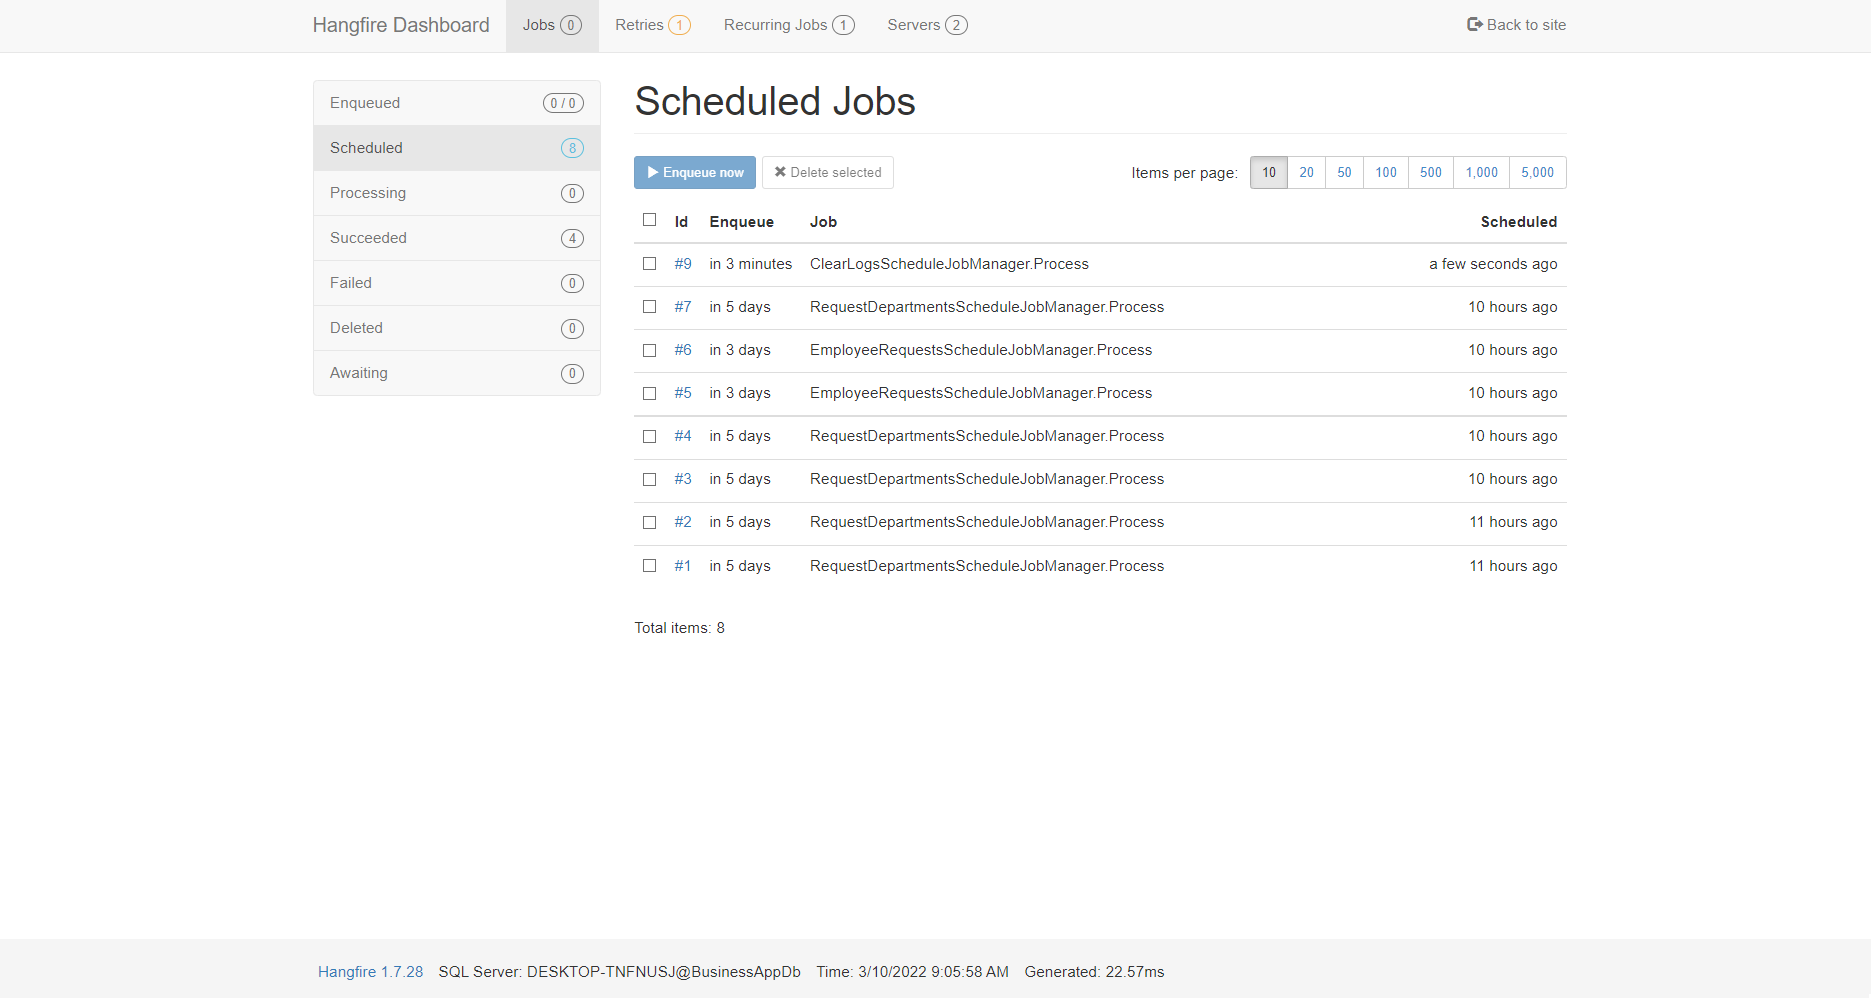 Hangfire Dashboard Jobs 0 Retries 1 Recurring Jobs 1 Servers 2 Back to site
Enqueued 0 / 0
Scheduled 8
Processing 0
Succeeded 4
Failed 0
Deleted 0
Awaiting 0
Scheduled Jobs
Enqueue now Delete selected Items per page: 10 20 50 100 500 1,000 5,000
Id Enqueue Job Scheduled
#9 in 3 minutes ClearLogsScheduleJobManager.Process a few seconds ago
#7 in 5 days RequestDepartmentsScheduleJobManager.Process 10 hours ago
#6 in 3 days EmployeeRequestsScheduleJobManager.Process 10 hours ago
#5 in 3 days EmployeeRequestsScheduleJobManager.Process 10 hours ago
#4 in 5 days RequestDepartmentsScheduleJobManager.Process 10 hours ago
#3 in 5 days RequestDepartmentsScheduleJobManager.Process 10 hours ago
#2 in 5 days RequestDepartmentsScheduleJobManager.Process 11 hours ago
#1 in 5 days RequestDepartmentsScheduleJobManager.Process 11 hours ago
Total items: 8
Hangfire 1.7.28 SQL Server: DESKTOP-TNFNUSJ@BusinessAppDb Time: 3/10/2022 9:05:58 AM Generated: 22.57ms